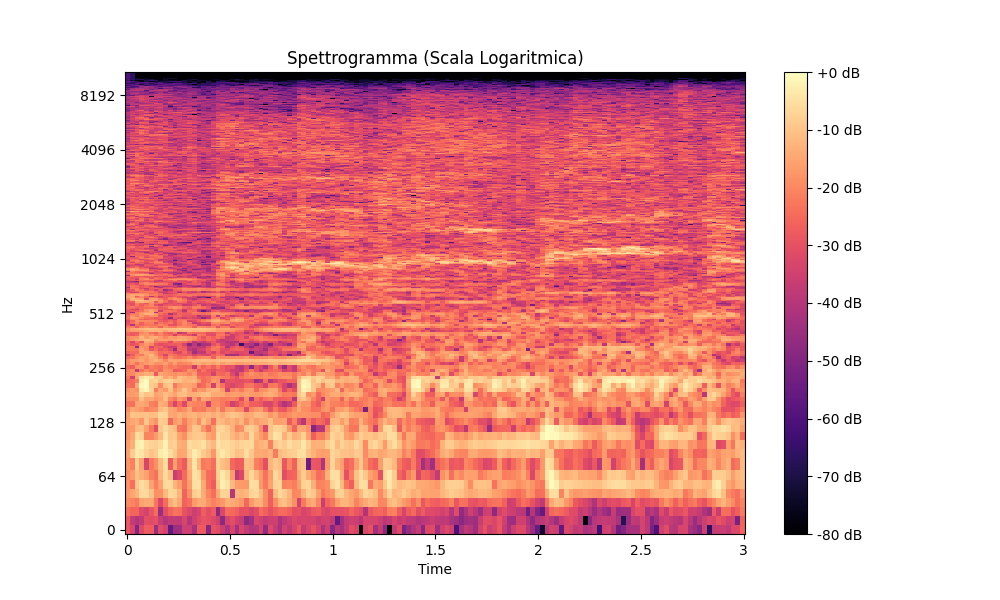 Spettrogramma (Scala Logaritmica)
Hz
8192
4096
2048
1024
512
256
128
64
0
0
0.5
1
1.5
2
2.5
3
Time
+0 dB
-10 dB
-20 dB
-30 dB
-40 dB
-50 dB
-60 dB
-70 dB
-80 dB